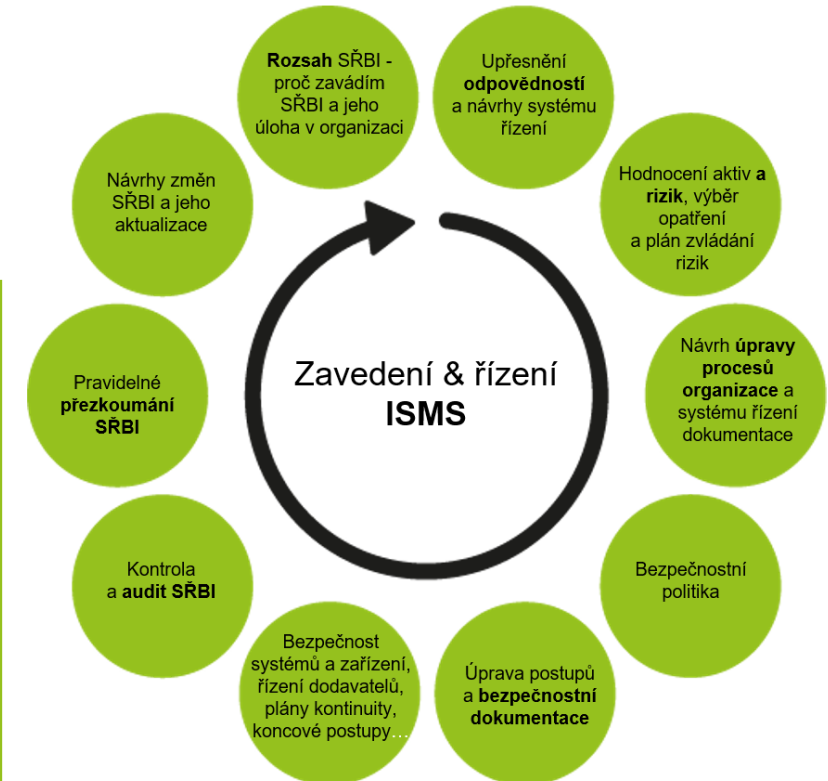 Rozsah SŘBI -
proč zavádím
SŘBI a jeho
úloha v organizaci
Upřesnění
odpovědností
a návrhy systému
řízení
Hodnocení aktiv a
rizik, výběr
opatření
a plán zvládání
rizik
Návrh úpravy
procesů
organizace a
systému řízení
dokumentace
Bezpečnostní
politika
Úprava postupů
a bezpečnostní
dokumentace
Bezpečnost
systémů a zařízení,
řízení dodavatelů,
plány kontinuity,
koncové postupy…
Kontrola
a audit SŘBI
Pravidelné
přezkoumání
SŘBI
Návrhy změn
SŘBI a jeho
aktualizace
Zavedení & řízení
ISMS